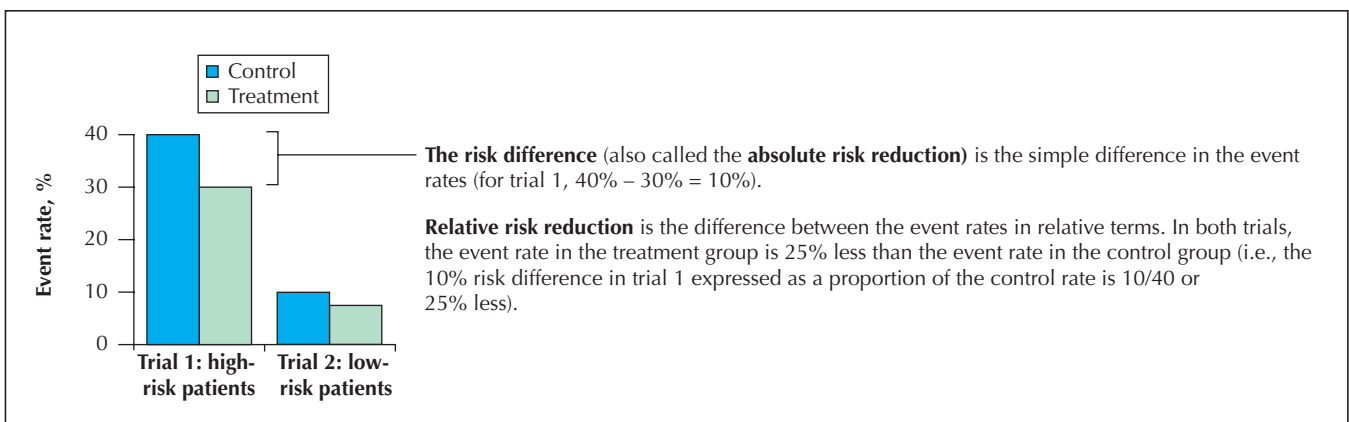 Control
Treatment
Event rate, %
40
30
20
10
0
Trial 1: high-
risk patients
Trial 2: low-
risk patients
The risk difference (also called the absolute risk reduction) is the simple difference in the event
rates (for trial 1, 40% – 30% = 10%).
Relative risk reduction is the difference between the event rates in relative terms. In both trials,
the event rate in the treatment group is 25% less than the event rate in the control group (i.e., the
10% risk difference in trial 1 expressed as a proportion of the control rate is 10/40 or
25% less).